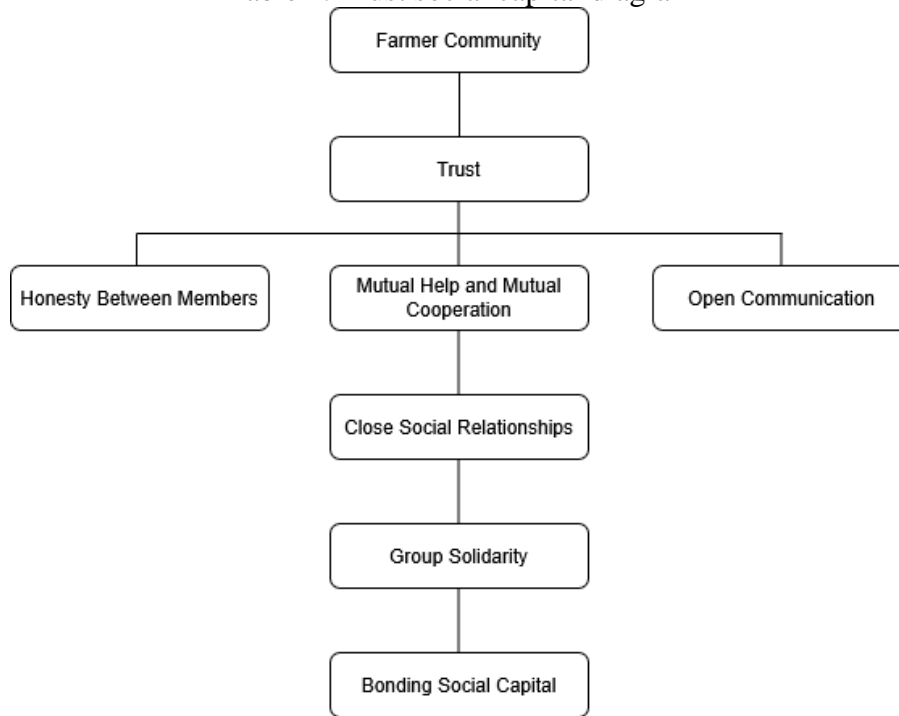 Farmer Community
Trust
Honesty Between Members
Mutual Help and Mutual
Cooperation
Open Communication
Close Social Relationships
Group Solidarity
Bonding Social Capital